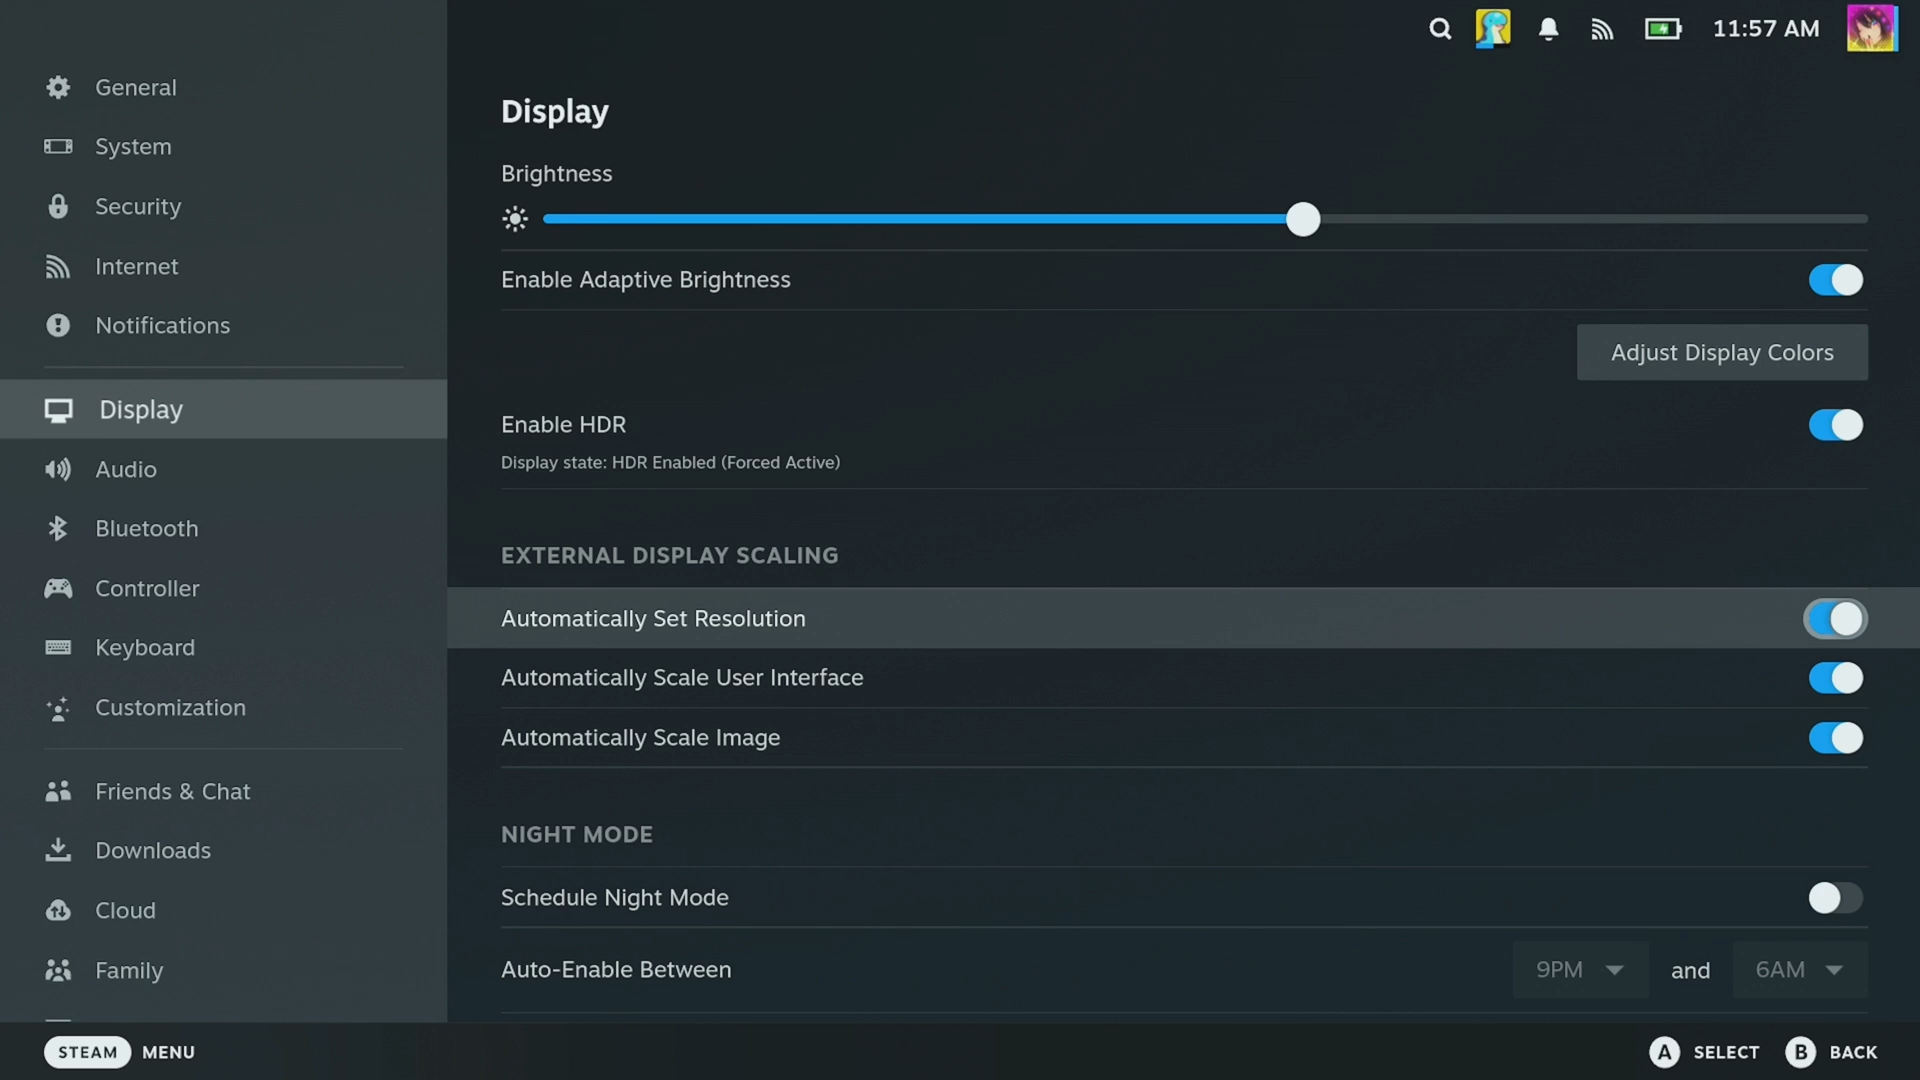 11:57 AM
General
System
Security
Internet
Notifications
Display
Audio
Bluetooth
Controller
Keyboard
Customization
Friends & Chat
Downloads
Cloud
Family
Display
Brightness
Enable Adaptive Brightness
Adjust Display Colors
Enable HDR
Display state: HDR Enabled (Forced Active)
EXTERNAL DISPLAY SCALING
Automatically Set Resolution
Automatically Scale User Interface
Automatically Scale Image
NIGHT MODE
Schedule Night Mode
Auto-Enable Between 9PM and 6AM
STEAM MENU
A SELECT B BACK